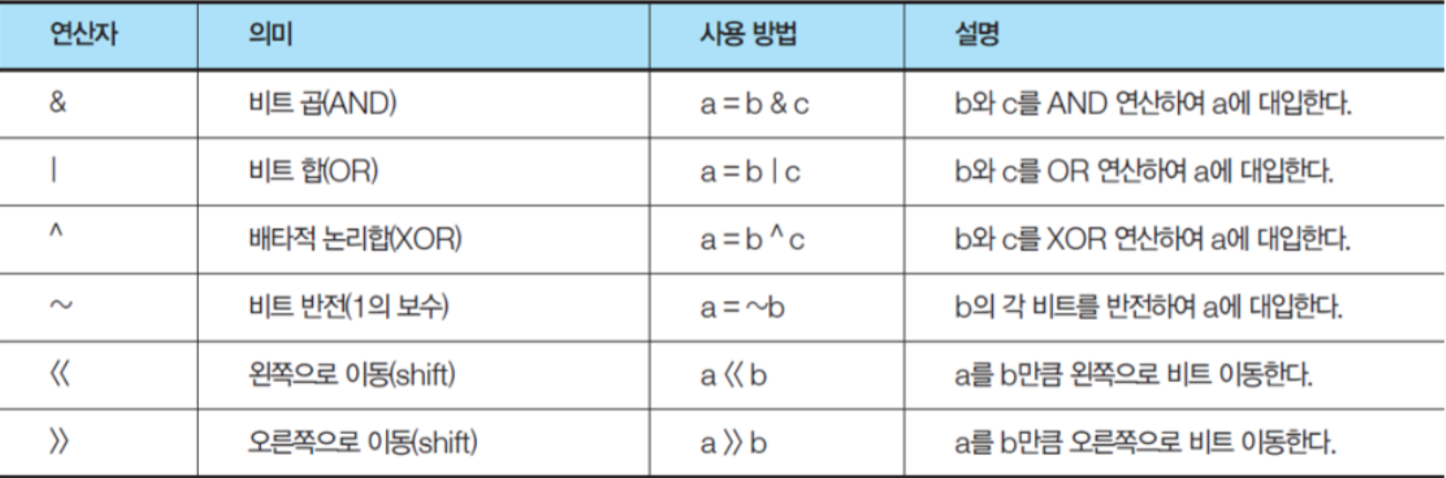 연산자 의미 사용 방법 설명
& 비트 곱(AND) a = b & c b와 c를 AND 연산하여 a에 대입한다.
| 비트 합(OR) a = b | c b와 c를 OR 연산하여 a에 대입한다.
^ 배타적 논리합(XOR) a = b ^ c b와 c를 XOR 연산하여 a에 대입한다.
~ 비트 반전(1의 보수) a = ~b b의 각 비트를 반전하여 a에 대입한다.
《 왼쪽으로 이동(shift) a 《 b a를 b만큼 왼쪽으로 비트 이동한다.
》 오른쪽으로 이동(shift) a 》 b a를 b만큼 오른쪽으로 비트 이동한다.